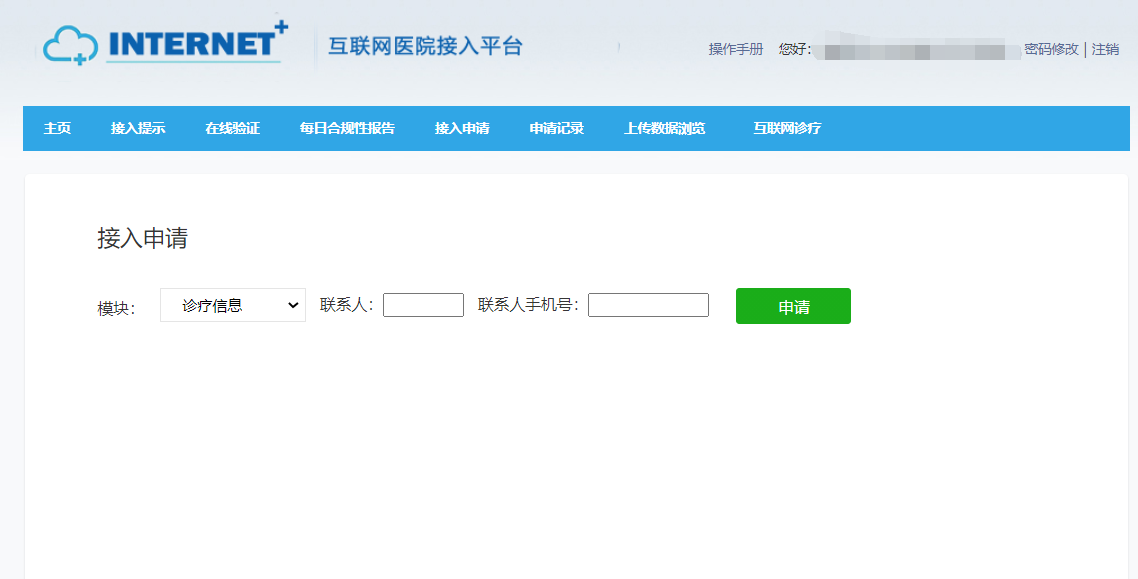 INTERNET+ 互联网医院接入平台 操作手册 您好: 密码修改 | 注销
主页 接入提示 在线验证 每日合规性报告 接入申请 申请记录 上传数据浏览 互联网诊疗
接入申请
模块： 诊疗信息 联系人： 联系人手机号： 申请